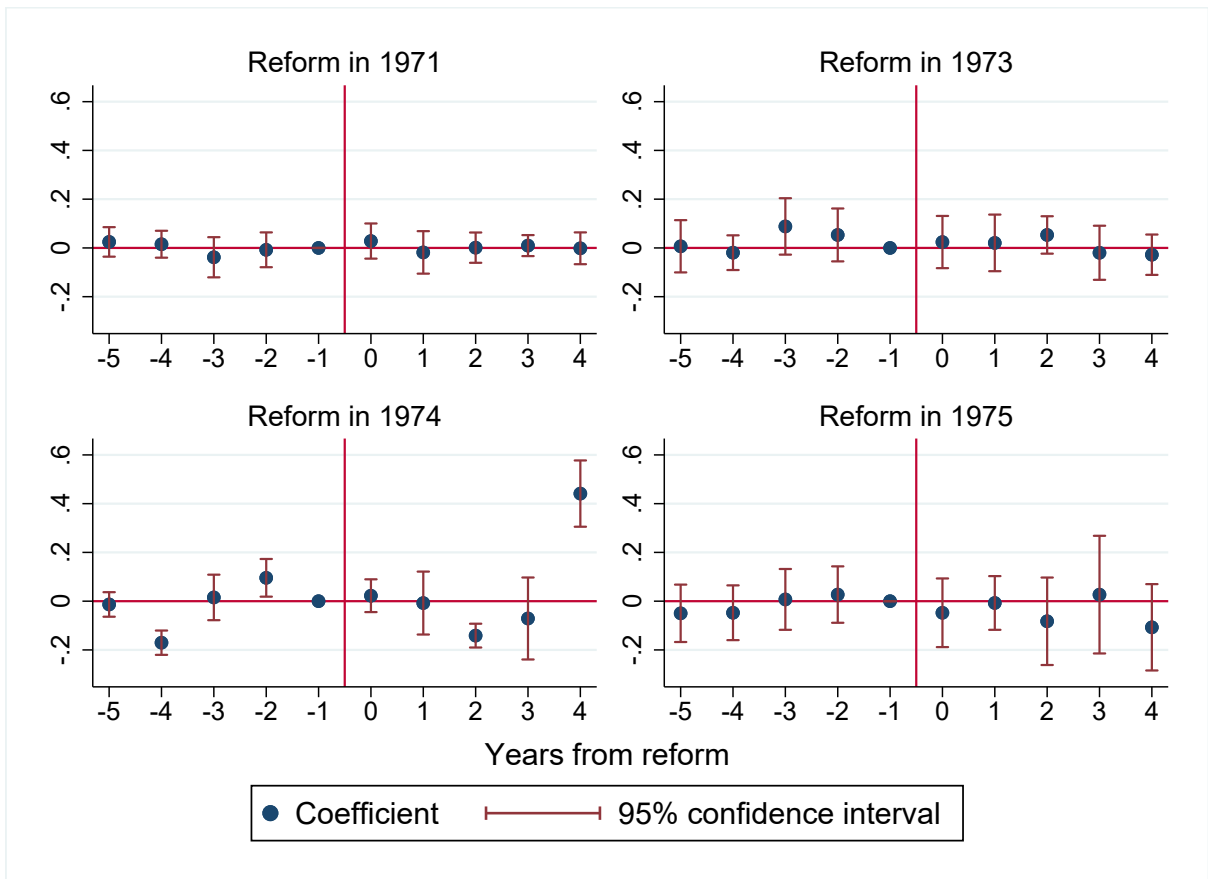 Reform in 1971
.6
.4
.2
0
-.2
-5 -4 -3 -2 -1 0 1 2 3 4
Reform in 1973
.6
.4
.2
0
-.2
-5 -4 -3 -2 -1 0 1 2 3 4
Reform in 1974
.6
.4
.2
0
-.2
-5 -4 -3 -2 -1 0 1 2 3 4
Reform in 1975
.6
.4
.2
0
-.2
-5 -4 -3 -2 -1 0 1 2 3 4
Years from reform
Coefficient 95% confidence interval